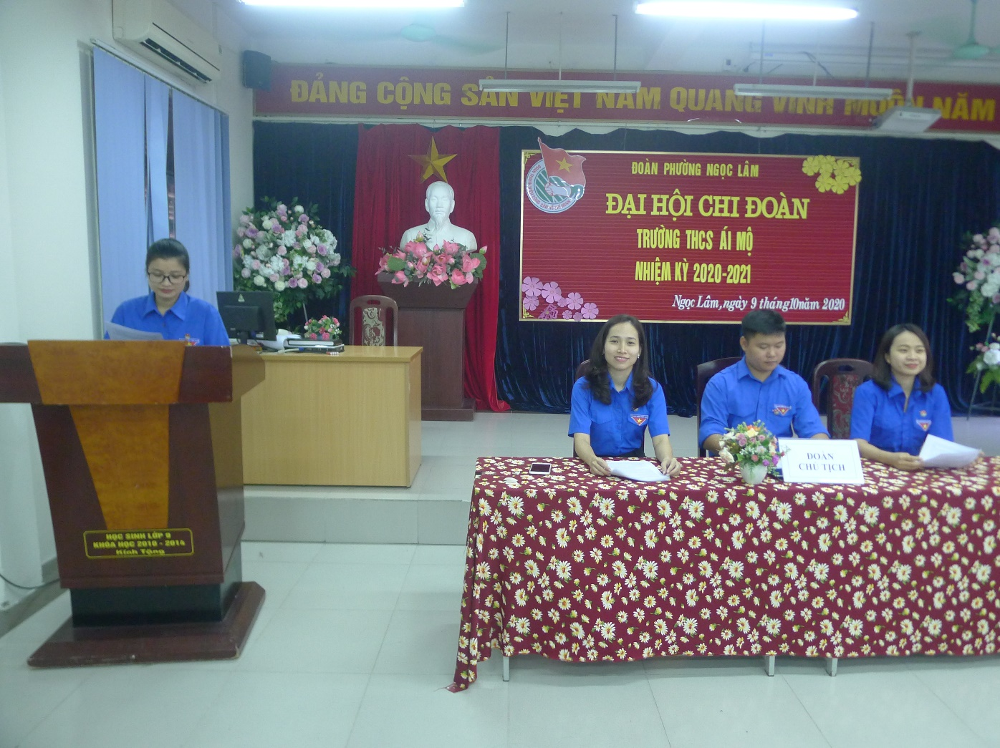 ĐẢNG CỘNG SẢN VIỆT NAM QUANG VINH MUÔN NĂM
ĐOÀN PHƯỜNG NGỌC LÂM
ĐẠI HỘI CHI ĐOÀN
TRƯỜNG THCS ÁI MỘ
NHIỆM KỲ 2020-2021
Ngọc Lâm, ngày 9 tháng10năm 2020
ĐOÀN
CHỦ TỊCH
HỌC SINH LỚP 9
KHÓA HỌC 2010 - 2014
Kính Tặng